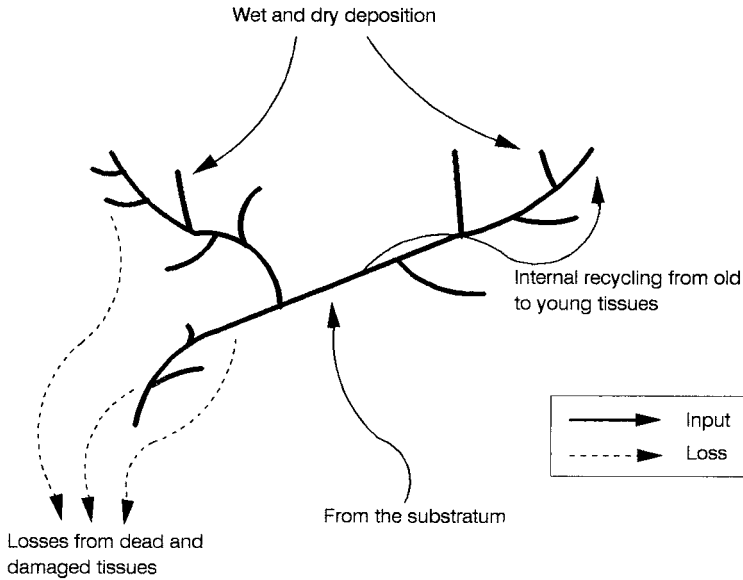 Wet and dry deposition
Internal recycling from old
to young tissues
Input
Loss
From the substratum
Losses from dead and
damaged tissues